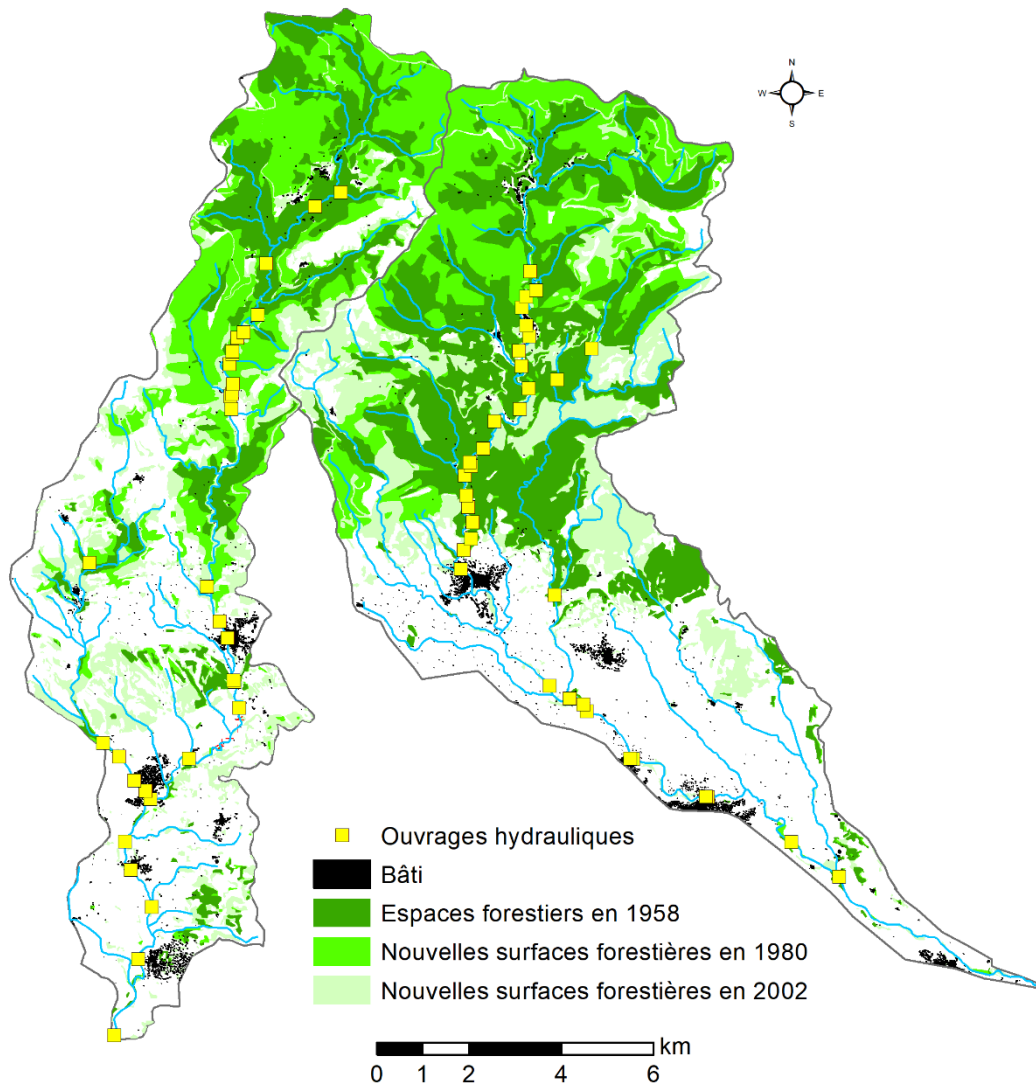 N
W E
S
Ouvrages hydrauliques
Bâti
Espaces forestiers en 1958
Nouvelles surfaces forestières en 1980
Nouvelles surfaces forestières en 2002
km
0 1 2 4 6